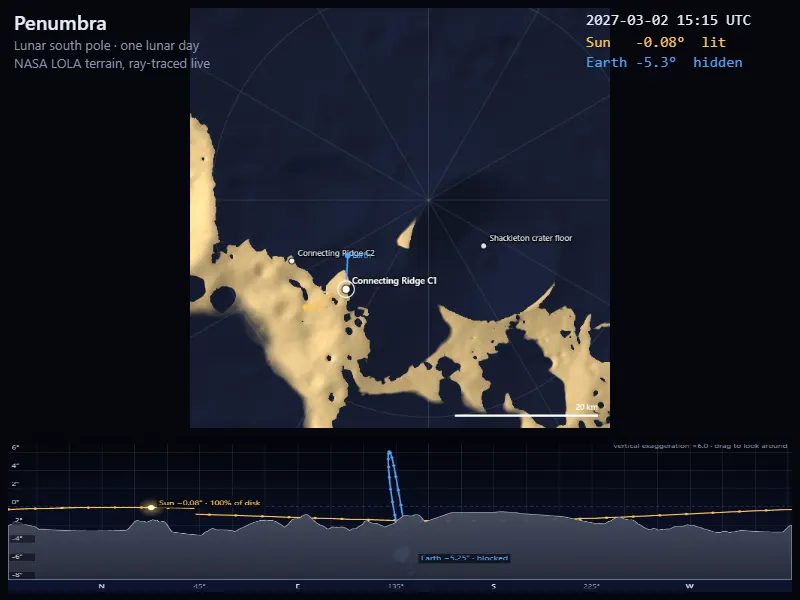 Penumbra
Lunar south pole · one lunar day
NASA LOLA terrain, ray-traced live
2027-03-02 15:15 UTC
Sun -0.08° lit
Earth -5.3° hidden
Shackleton crater floor
Connecting Ridge C2
Connecting Ridge C1
20 km
vertical exaggeration ×6.0 · drag to look around
6°
4°
2°
0°
-2°
-4°
-6°
-8°
Sun −0.08° · 100% of disk
Earth −5.25° · blocked
N 45° E 135° S 225° W